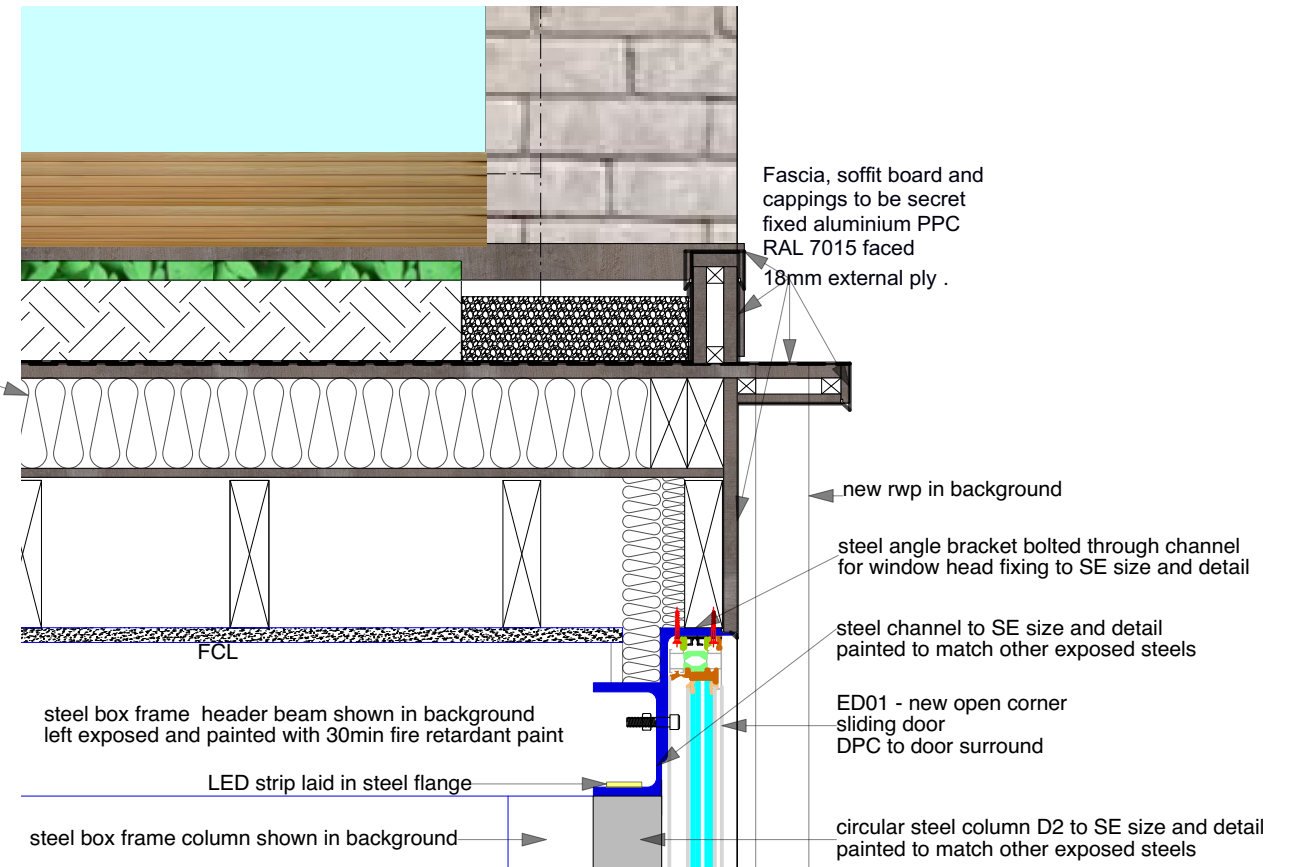 Fascia, soffit board and
cappings to be secret
fixed aluminium PPC
RAL 7015 faced
18mm external ply .
new rwp in background
steel angle bracket bolted through channel
for window head fixing to SE size and detail
steel channel to SE size and detail
painted to match other exposed steels
FCL
ED01 - new open corner
sliding door
DPC to door surround
steel box frame header beam shown in background
left exposed and painted with 30min fire retardant paint
LED strip laid in steel flange
steel box frame column shown in background
circular steel column D2 to SE size and detail
painted to match other exposed steels